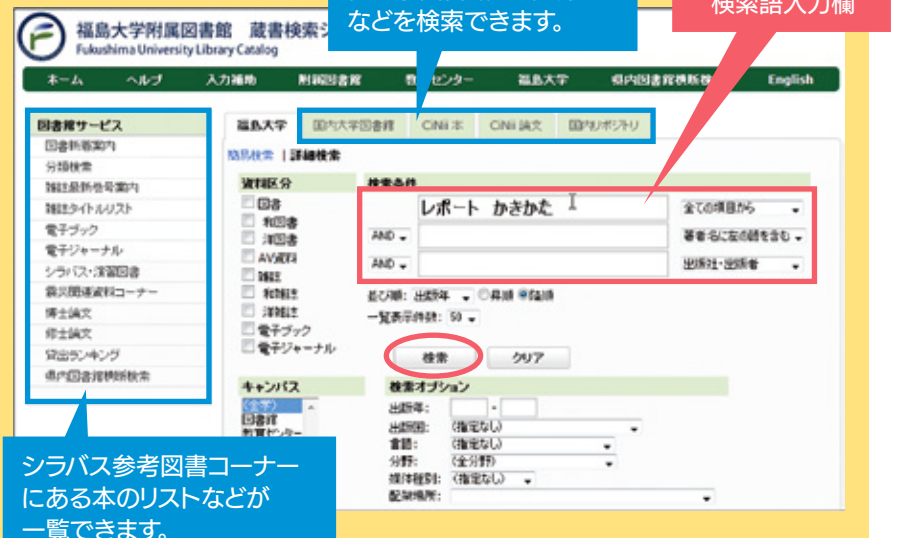 などを検索できます。
検索語入力欄
福島大学附属図書館 蔵書検索
Fukushima University Library Catalog
ホーム ヘルプ 入力補助 附属図書館 センター 福島大学 県内図書館横断検 English
図書館サービス
図書新着案内
分類検索
雑誌最新巻号案内
雑誌タイトルリスト
電子ブック
電子ジャーナル
シラバス・演習図書
震災関連資料コーナー
博士論文
修士論文
貸出ランキング
県内図書館横断検索
福島大学 国内大学図書館 CiNii 本 CiNii 論文 国内リポジトリ
簡易検索 | 詳細検索
資料区分
図書
和図書
洋図書
AV資料
雑誌
和雑誌
洋雑誌
電子ブック
電子ジャーナル
検索条件
レポート かきかた 全ての項目から
AND 著者名に左の語を含む
AND 出版社・出版者
並び順: 出版年 昇順 降順
一覧表示件数: 50
検索 クリア
キャンパス
(全学)
図書館
検索オプション
出版年: -
出版国: (指定なし)
言語: (指定なし)
分野: (全分野)
媒体種別: (指定なし)
配架場所:
シラバス参考図書コーナー
にある本のリストなどが
一覧できます。